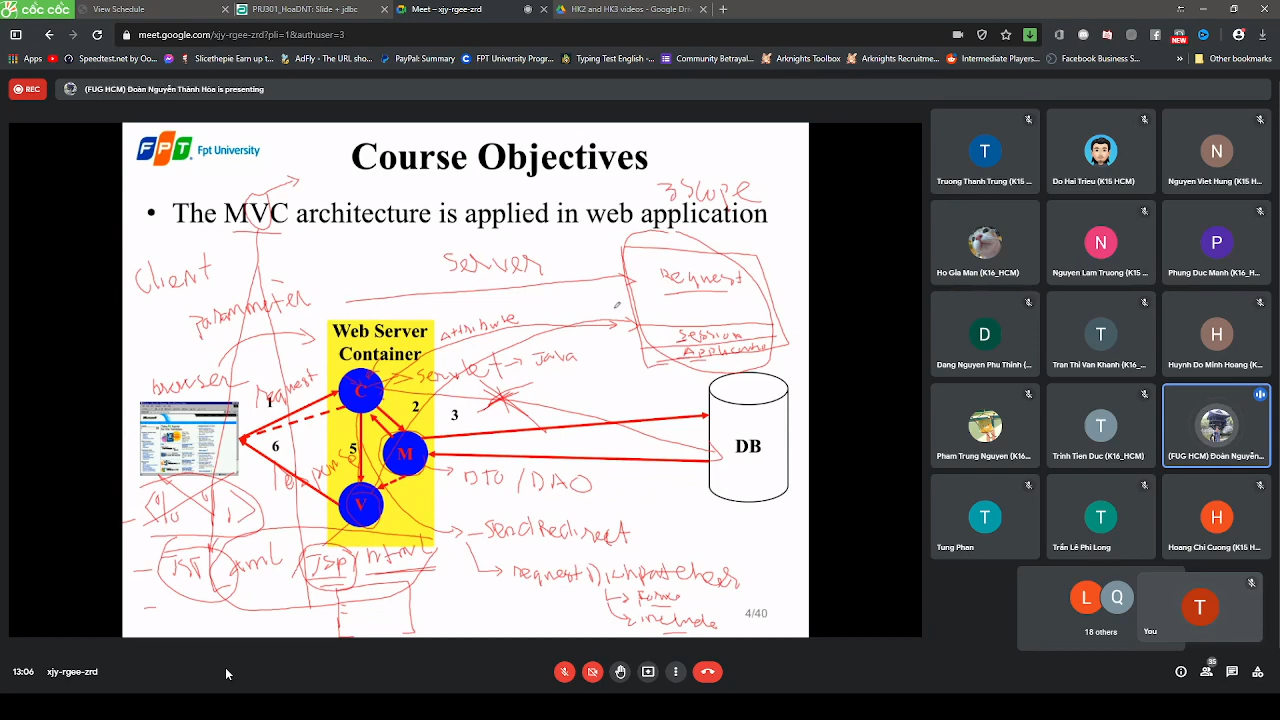 CỐC CỐC
View Schedule
PRJ301_HoaDNT: Slide + jdbc
Meet – xjy-rgee-zrd
HK2 and HK3 videos - Google Driv
meet.google.com/xjy-rgee-zrd?pli=1&authuser=3
NEW
Apps
Speedtest.net by Oo...
Slicethepie Earn up t...
AdFly - The URL sho...
PayPal: Summary
FPT University Progr...
Typing Test English -...
Community Betrayal...
Arknights Toolbox
Arknights Recruitme...
Intermediate Players...
Facebook Business S...
»
Other bookmarks
REC
(FUG HCM) Đoàn Nguyễn Thành Hòa is presenting
FPT Fpt University
Course Objectives
3 Scope
• The MVC architecture is applied in web application
Client
Server
Request
parameter
Attribute
Session
Application
Web Server
Container
Servlet → Java
browser
request
C
1
2
3
DB
6
5
M
response
DTO / DAO
V
<% %>
- sendRedirect
xml / Jsp / html
requestDispatcher
include
4/40
T
Truong Thanh Trung (K15 ...
Do Hai Trieu (K15 HCM)
N
Nguyen Viet Hung (K15 H...
Ho Gia Man (K16_HCM)
N
Nguyen Lam Truong (K15 ...
P
Phung Duc Manh (K15 HC...
D
Dang Nguyen Phu Thinh (...
T
Tran Thi Van Khanh (K15 ...
H
Huynh Do Minh Hoang (K...
Pham Trung Nguyen (K15 ...
T
Trinh Tien Duc (K16_HCM)
(FUG HCM) Đoàn Nguyễn...
T
Tung Phan
T
Trần Lê Phi Long
H
Hoang Chi Cuong (K15 H...
L Q
18 others
T
You
13:06
xjy-rgee-zrd
35